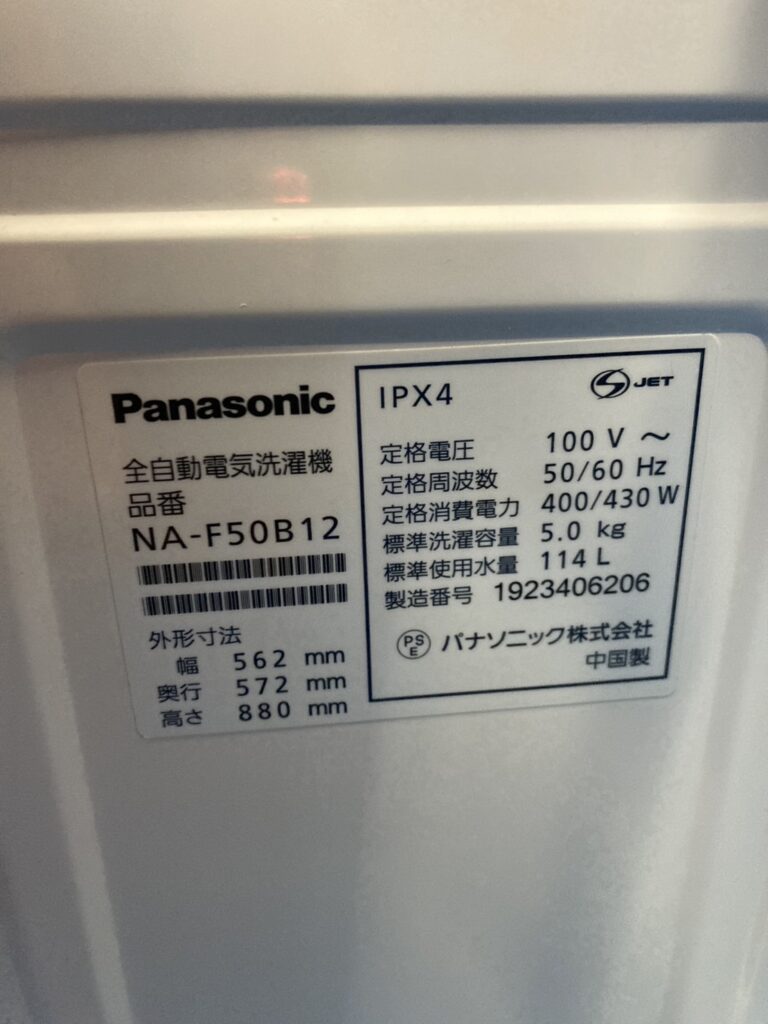 Panasonic
全自動電気洗濯機
品番
NA-F50B12
外形寸法
幅 562 mm
奥行 572 mm
高さ 880 mm
IPX4
S JET
定格電圧 100 V ～
定格周波数 50/60 Hz
定格消費電力 400/430 W
標準洗濯容量 5.0 kg
標準使用水量 114 L
製造番号 1923406206
PSE パナソニック株式会社
中国製